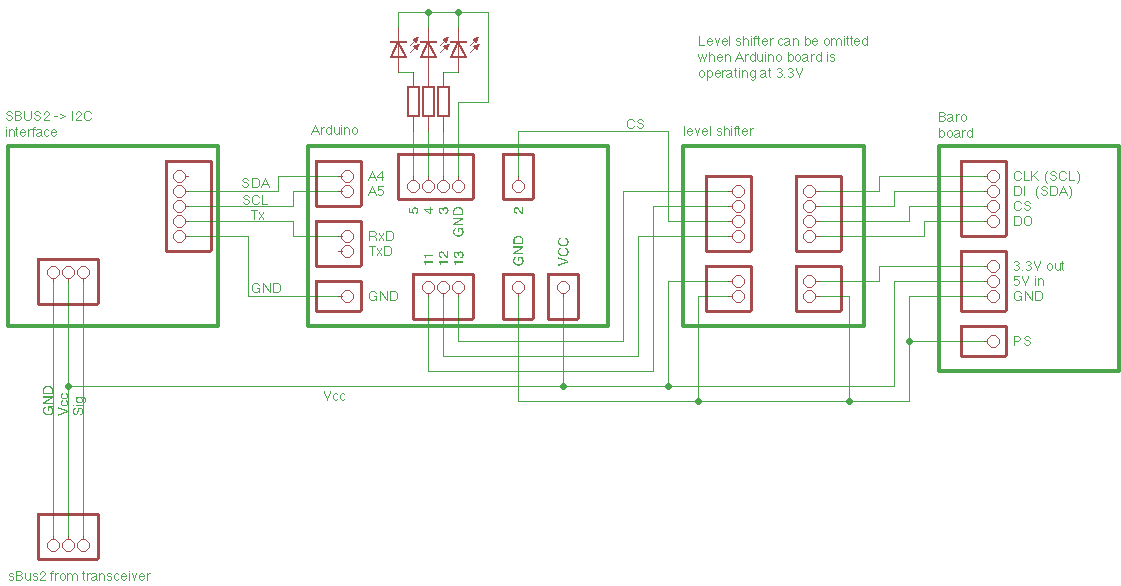 Level shifter can be omitted
when Arduino board is
operating at 3.3V
SBUS2 -> I2C
interface
Arduino
CS
level shifter
Baro
board
SDA
SCL
Tx
GND
A4
A5
RxD
TxD
GND
5
4
3
GND
2
11
12
13
GND
VCC
CLK (SCL)
DI (SDA)
CS
DO
3.3V out
5V in
GND
PS
GND
Vcc
Sig
Vcc
sBus2 from transceiver